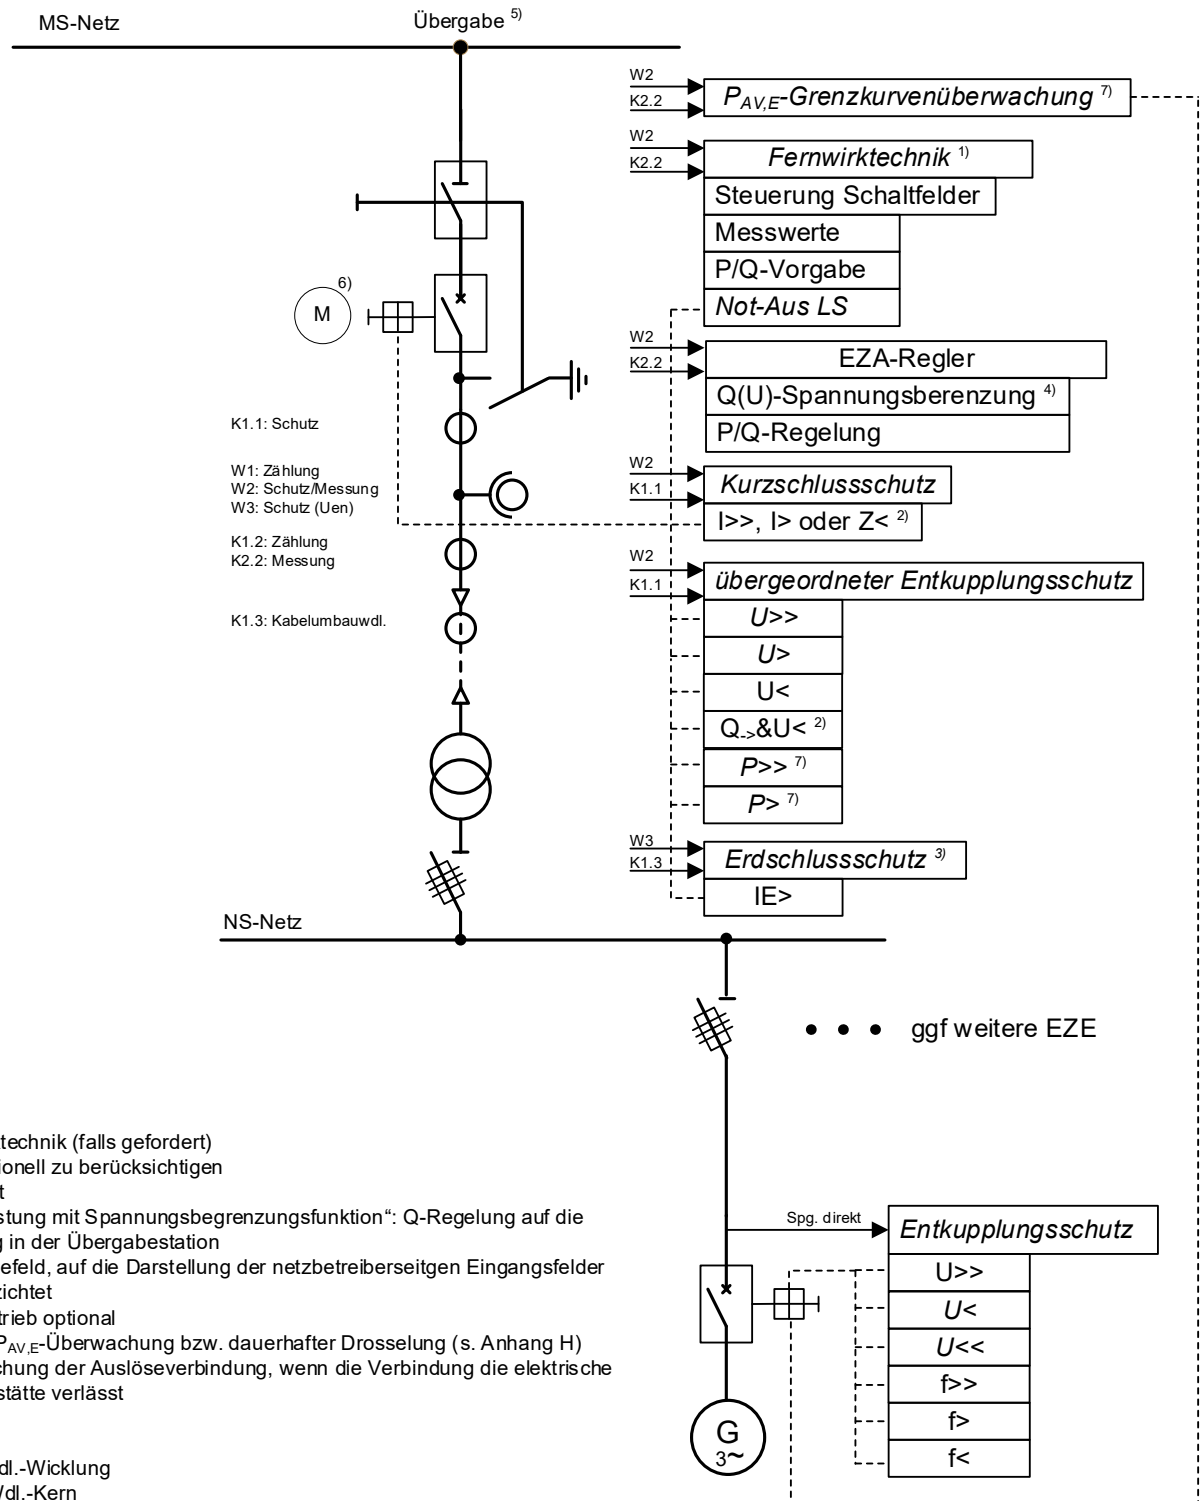 MS-Netz
Übergabe 5)
W2
K2.2
P_AV,E-Grenzkurvenüberwachung 7)
W2
K2.2
Fernwirktechnik 1)
Steuerung Schaltfelder
Messwerte
P/Q-Vorgabe
Not-Aus LS
M 6)
W2
K2.2
EZA-Regler
Q(U)-Spannungsberenzung 4)
P/Q-Regelung
K1.1: Schutz
W1: Zählung
W2: Schutz/Messung
W3: Schutz (Uen)
K1.2: Zählung
K2.2: Messung
K1.3: Kabelumbauwdl.
W2
K1.1
Kurzschlussschutz
I>>, I> oder Z< 2)
W2
K1.1
übergeordneter Entkupplungsschutz
U>>
U>
U<
Q->&U< 2)
P>> 7)
P> 7)
W3
K1.3
Erdschlussschutz 3)
IE>
NS-Netz
ggf weitere EZE
technik (falls gefordert)
ionell zu berücksichtigen
t
stung mit Spannungsbegrenzungsfunktion“: Q-Regelung auf die
g in der Übergabestation
efeld, auf die Darstellung der netzbetreiberseitgen Eingangsfelder
zichtet
trieb optional
P_AV,E-Überwachung bzw. dauerhafter Drosselung (s. Anhang H)
chung der Auslöseverbindung, wenn die Verbindung die elektrische
stätte verlässt
dl.-Wicklung
Wdl.-Kern
Spg. direkt
Entkupplungsschutz
U>>
U<
U<<
f>>
f>
f<
G
3~